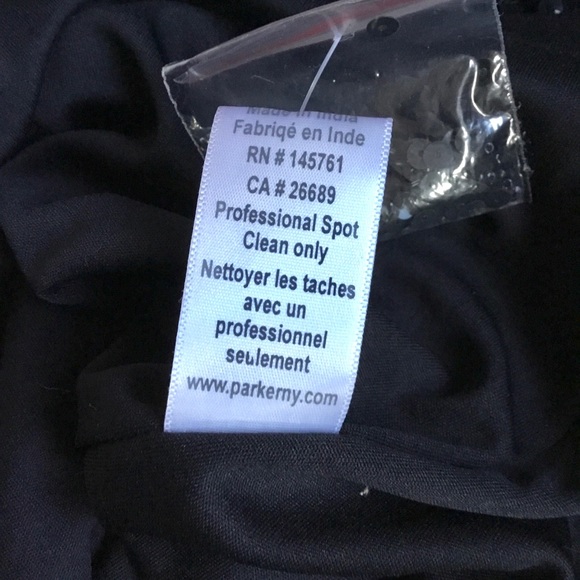 Made in India
Fabriqé en Inde
RN # 145761
CA # 26689
Professional Spot
Clean only
Nettoyer les taches
avec un
professionnel
seulement
www.parkerny.com